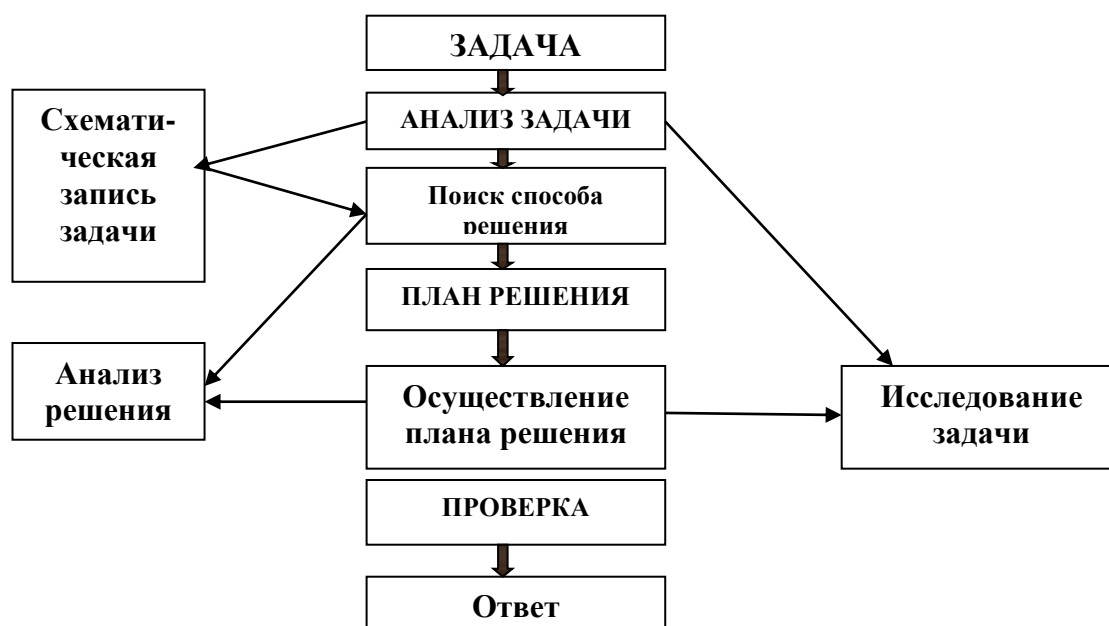 ЗАДАЧА
АНАЛИЗ ЗАДАЧИ
Схемати-
ческая
запись
задачи
Поиск способа
решения
ПЛАН РЕШЕНИЯ
Анализ
решения
Осуществление
плана решения
Исследование
задачи
ПРОВЕРКА
Ответ